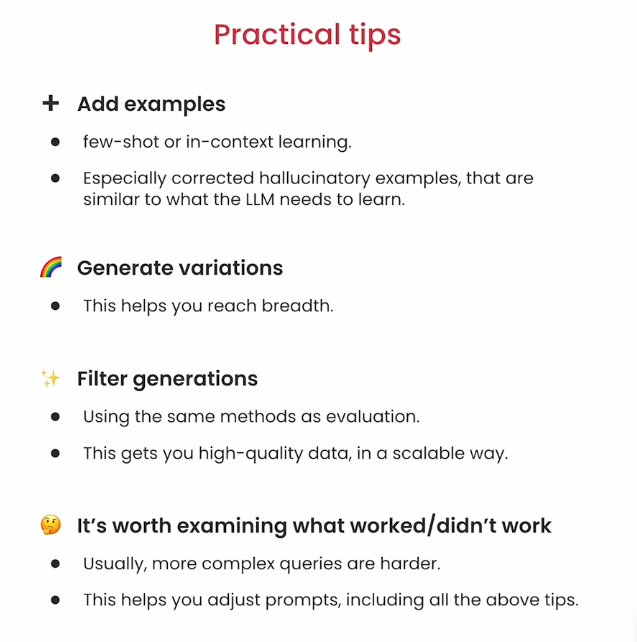 Practical tips
➕ Add examples
● few-shot or in-context learning.
● Especially corrected hallucinatory examples, that are
similar to what the LLM needs to learn.
🌈 Generate variations
● This helps you reach breadth.
✨ Filter generations
● Using the same methods as evaluation.
● This gets you high-quality data, in a scalable way.
🤔 It’s worth examining what worked/didn’t work
● Usually, more complex queries are harder.
● This helps you adjust prompts, including all the above tips.